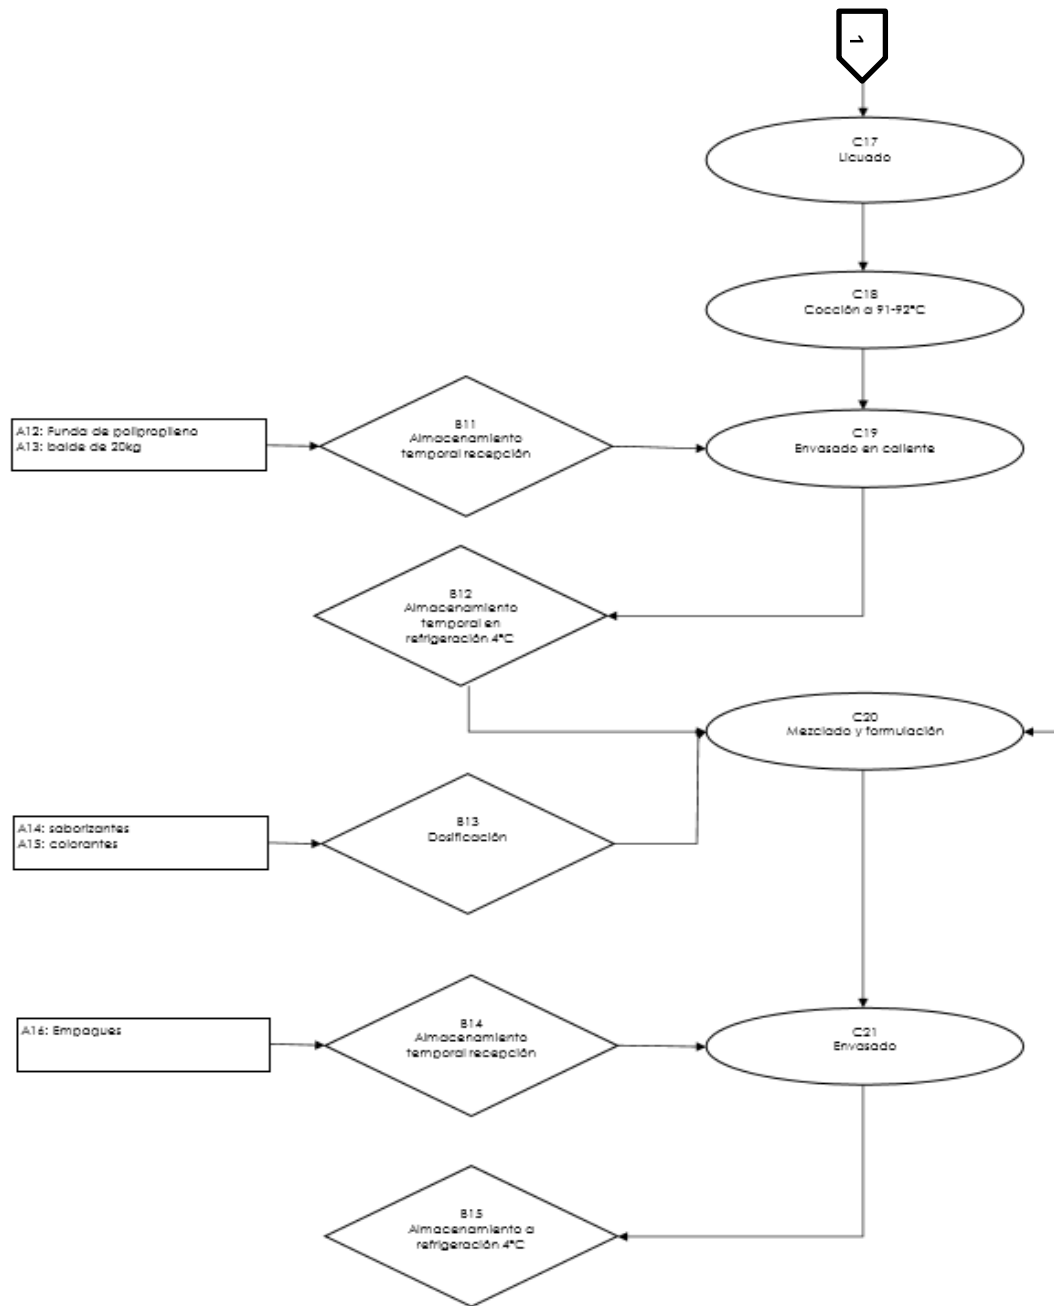 1
C17
Licuado
C18
Cocción a 91-92°C
A12: Funda de polipropileno
A13: balde de 20kg
B11
Almacenamiento
temporal recepción
C19
Envasado en caliente
B12
Almacenamiento
temporal en
refrigeración 4°C
C20
Mezclado y formulación
A14: saborizantes
A15: colorantes
B13
Dosificación
A16: Empaques
B14
Almacenamiento
temporal recepción
C21
Envasado
B15
Almacenamiento a
refrigeración 4°C